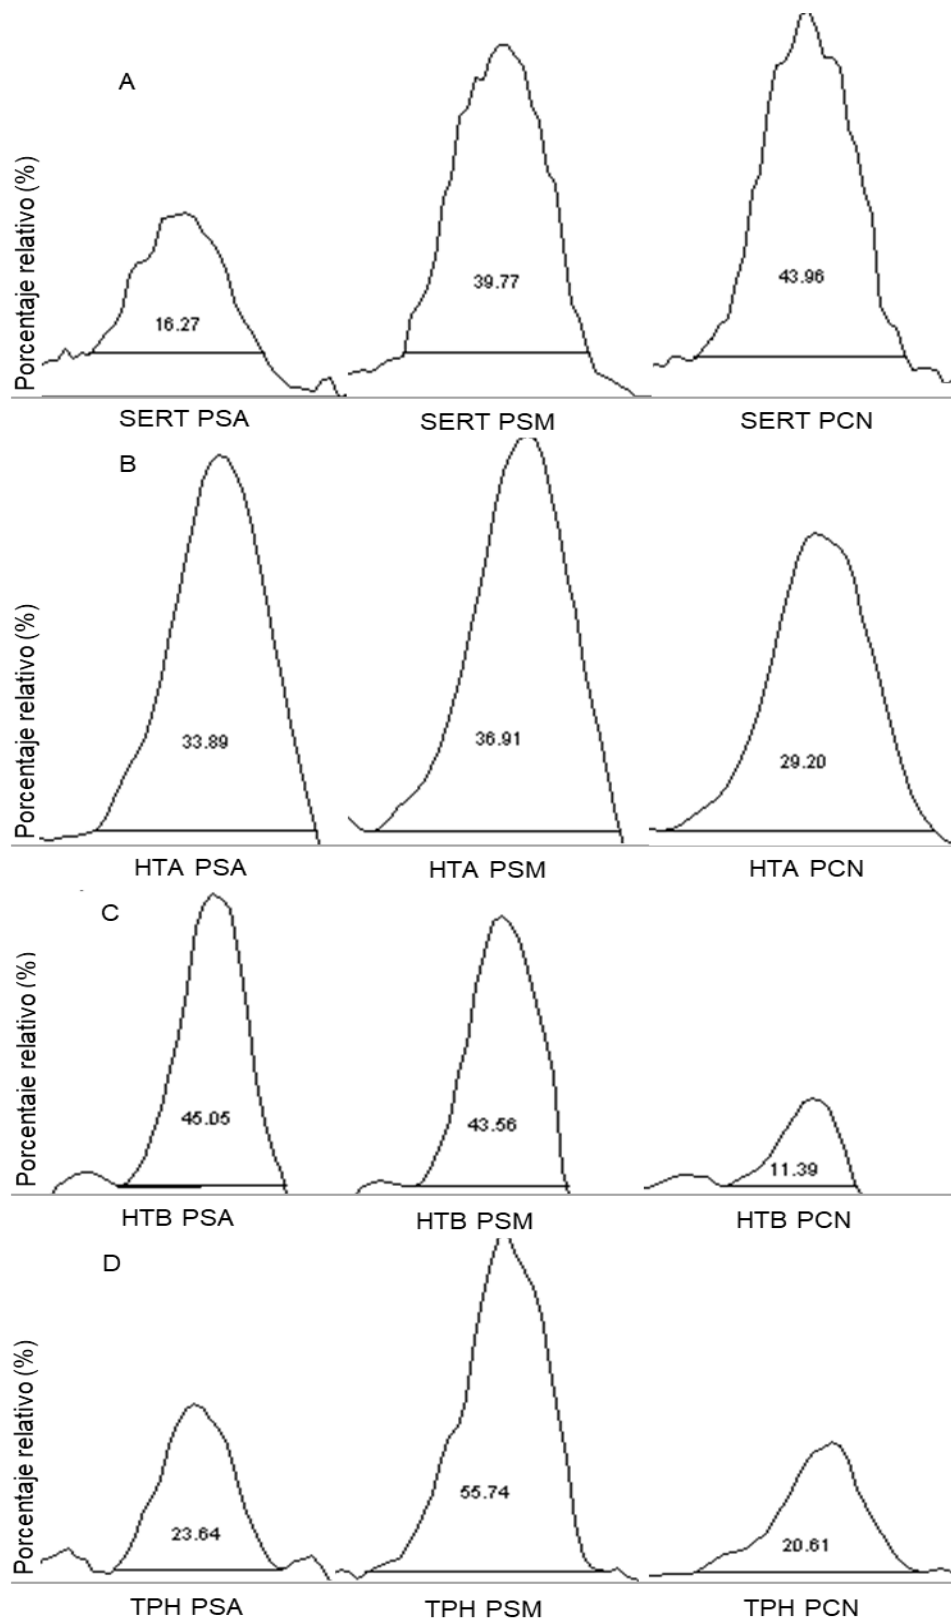 A
Porcentaje relativo (%)
16.27
39.77
43.96
SERT PSA
SERT PSM
SERT PCN
B
Porcentaje relativo (%)
33.89
36.91
29.20
HTA PSA
HTA PSM
HTA PCN
C
Porcentaje relativo (%)
45.05
43.56
11.39
HTB PSA
HTB PSM
HTB PCN
D
Porcentaje relativo (%)
23.64
55.74
20.61
TPH PSA
TPH PSM
TPH PCN